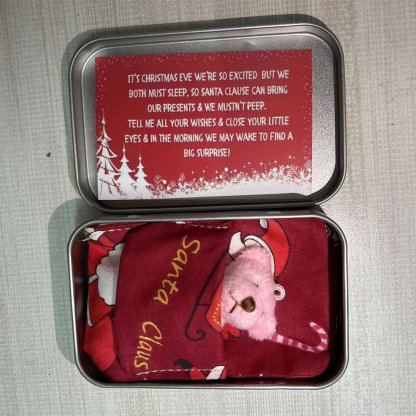 IT'S CHRISTMAS EVE WE'RE SO EXCITED BUT WE
BOTH MUST SLEEP, SO SANTA CLAUSE CAN BRING
OUR PRESENTS & WE MUSTN'T PEEP.
TELL ME ALL YOUR WISHES & CLOSE YOUR LITTLE
EYES & IN THE MORNING WE MAY WAKE TO FIND A
BIG SURPRISE!
Santa
Claus